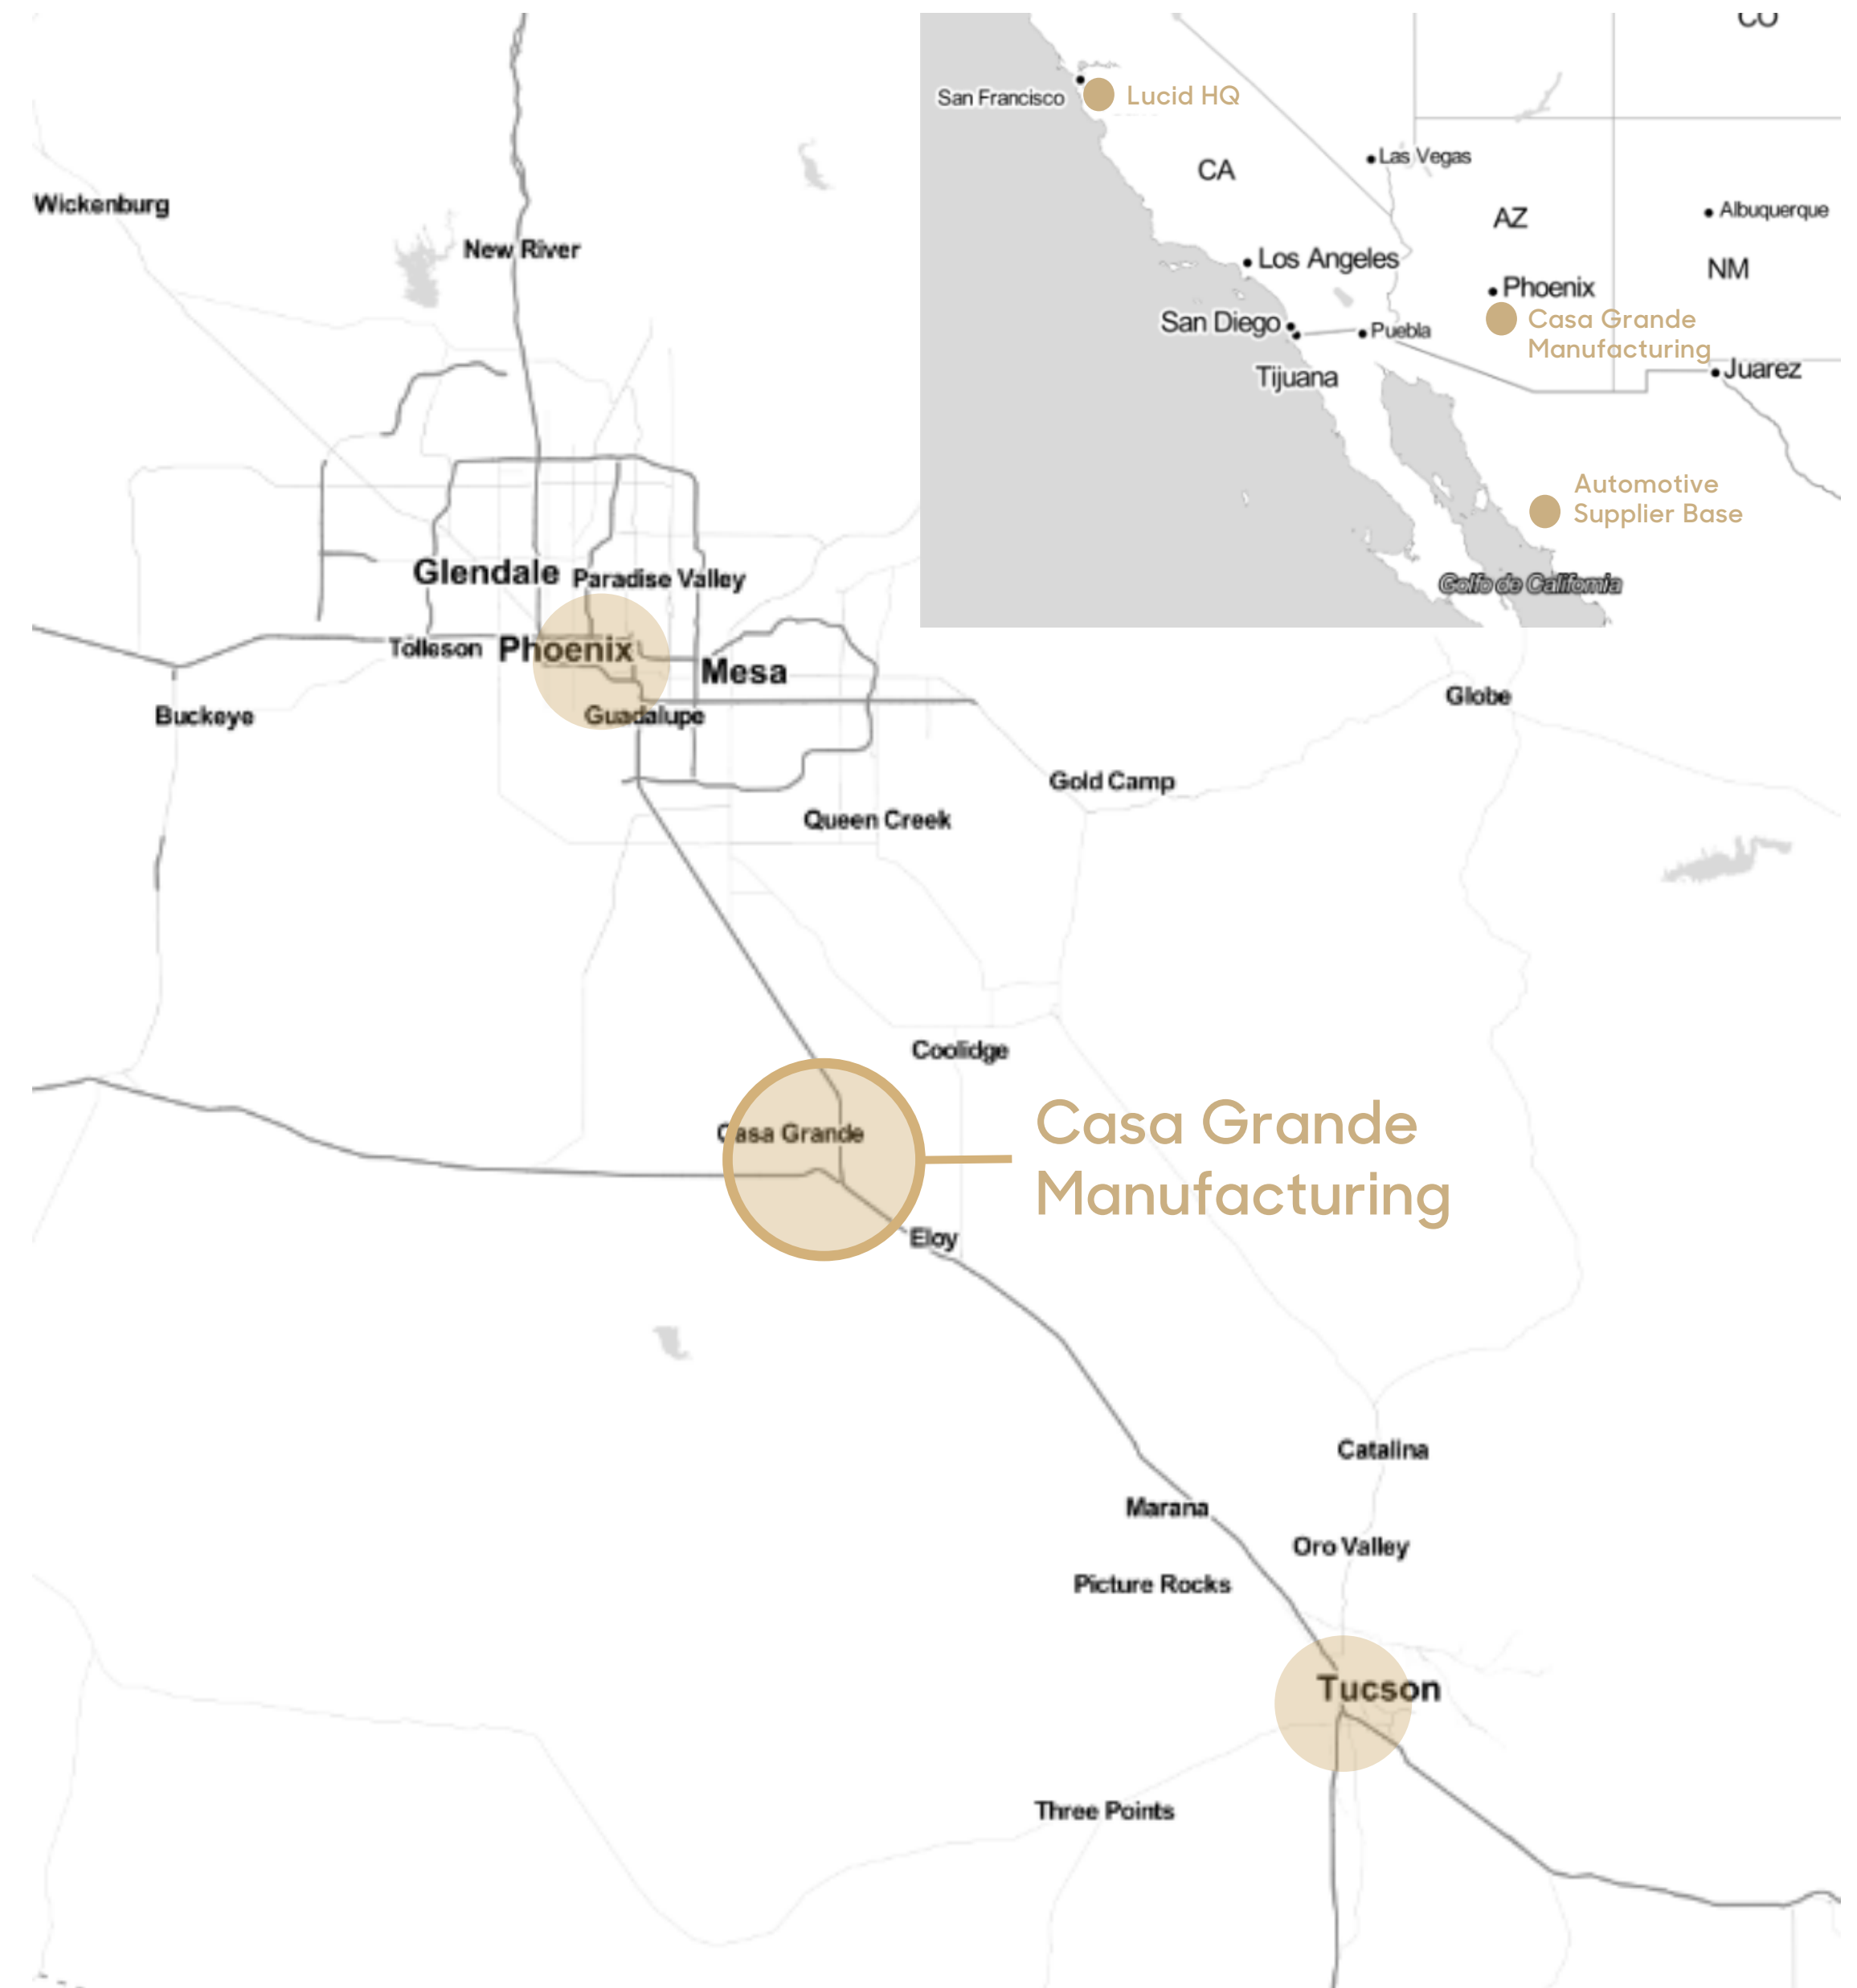 CO
San Francisco
Lucid HQ
CA
Las Vegas
AZ
Albuquerque
NM
Los Angeles
Phoenix
Casa Grande
Manufacturing
San Diego
Puebla
Tijuana
Juarez
Automotive
Supplier Base
Golfo de California
Wickenburg
New River
Glendale
Paradise Valley
Tolleson
Phoenix
Mesa
Buckeye
Guadalupe
Globe
Gold Camp
Queen Creek
Coolidge
Casa Grande
Casa Grande
Manufacturing
Eloy
Catalina
Marana
Oro Valley
Picture Rocks
Tucson
Three Points